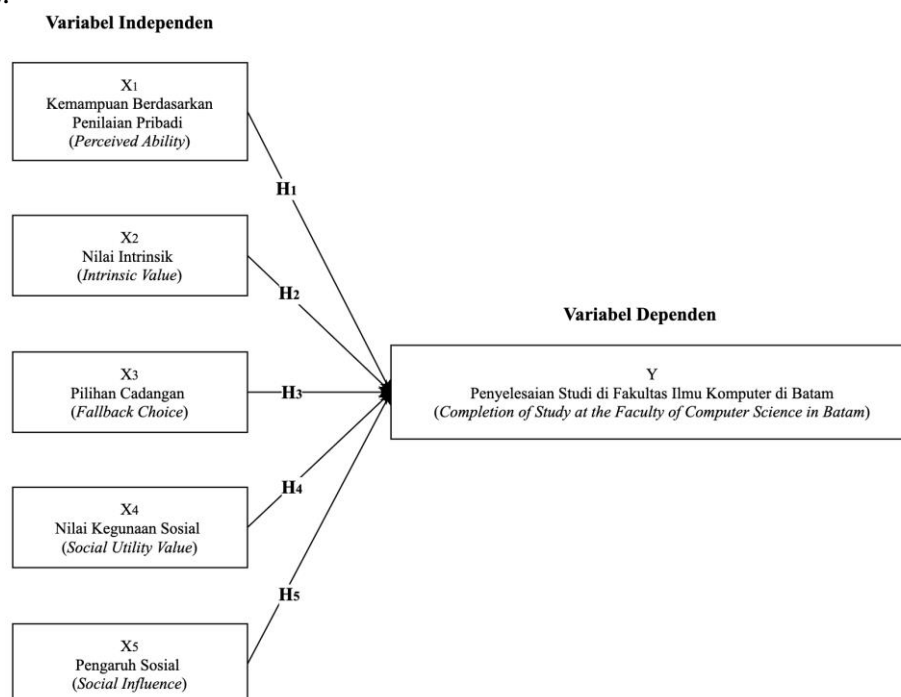 Variabel Independen
X1
Kemampuan Berdasarkan
Penilaian Pribadi
(Perceived Ability)
H1
X2
Nilai Intrinsik
(Intrinsic Value)
H2
Variabel Dependen
X3
Pilihan Cadangan
(Fallback Choice)
H3
Y
Penyelesaian Studi di Fakultas Ilmu Komputer di Batam
(Completion of Study at the Faculty of Computer Science in Batam)
H4
X4
Nilai Kegunaan Sosial
(Social Utility Value)
H5
X5
Pengaruh Sosial
(Social Influence)